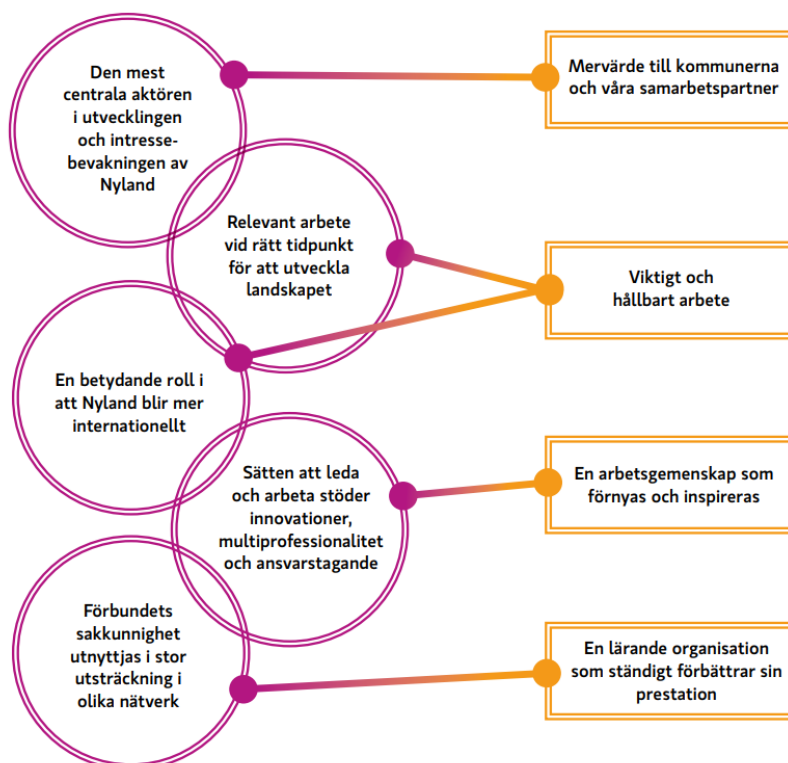 Den mest
centrala aktören
i utvecklingen
och intresse-
bevakningen av
Nyland
Mervärde till kommunerna
och våra samarbetspartner
Relevant arbete
vid rätt tidpunkt
för att utveckla
landskapet
Viktigt och
hållbart arbete
En betydande roll i
att Nyland blir mer
internationellt
Sätten att leda
och arbeta stöder
innovationer,
multiprofessionalitet
och ansvarstagande
En arbetsgemenskap som
förnyas och inspireras
Förbundets
sakkunnighet
utnyttjas i stor
utsträckning i
olika nätverk
En lärande organisation
som ständigt förbättrar sin
prestation